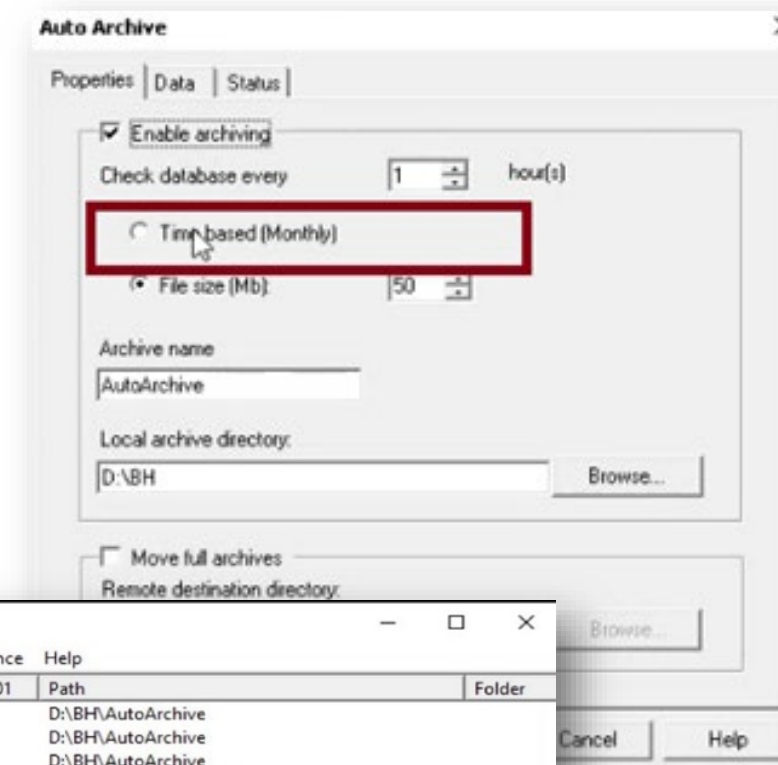 Auto Archive
Properties Data Status
Enable archiving
Check database every 1 hour(s)
Time based (Monthly)
File size (Mb): 50
Archive name
AutoArchive
Local archive directory:
D:\BH Browse...
Move full archives
Remote destination directory:
Browse...
Cancel Help
Help
Path Folder
D:\BH\AutoArchive
D:\BH\AutoArchive
D:\BH\AutoArchive